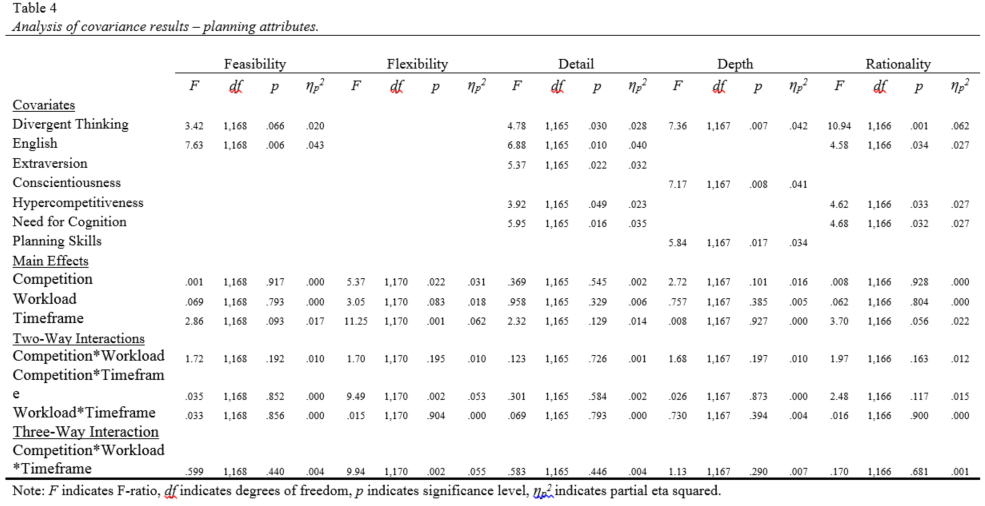 Table 4
Analysis of covariance results – planning attributes.
Feasibility Flexibility Detail Depth Rationality
F df p ηp2 F df p ηp2 F df p ηp2 F df p ηp2 F df p ηp2
Covariates
Divergent Thinking 3.42 1,168 .066 .020 4.78 1,165 .030 .028 7.36 1,167 .007 .042 10.94 1,166 .001 .062
English 7.63 1,168 .006 .043 6.88 1,165 .010 .040 4.58 1,166 .034 .027
Extraversion 5.37 1,165 .022 .032
Conscientiousness 7.17 1,167 .008 .041
Hypercompetitiveness 3.92 1,165 .049 .023 4.62 1,166 .033 .027
Need for Cognition 5.95 1,165 .016 .035 4.68 1,166 .032 .027
Planning Skills 5.84 1,167 .017 .034
Main Effects
Competition .001 1,168 .917 .000 5.37 1,170 .022 .031 .369 1,165 .545 .002 2.72 1,167 .101 .016 .008 1,166 .928 .000
Workload .069 1,168 .793 .000 3.05 1,170 .083 .018 .958 1,165 .329 .006 .757 1,167 .385 .005 .062 1,166 .804 .000
Timeframe 2.86 1,168 .093 .017 11.25 1,170 .001 .062 2.32 1,165 .129 .014 .008 1,167 .927 .000 3.70 1,166 .056 .022
Two-Way Interactions
Competition*Workload 1.72 1,168 .192 .010 1.70 1,170 .195 .010 .123 1,165 .726 .001 1.68 1,167 .197 .010 1.97 1,166 .163 .012
Competition*Timefram
e .035 1,168 .852 .000 9.49 1,170 .002 .053 .301 1,165 .584 .002 .026 1,167 .873 .000 2.48 1,166 .117 .015
Workload*Timeframe .033 1,168 .856 .000 .015 1,170 .904 .000 .069 1,165 .793 .000 .730 1,167 .394 .004 .016 1,166 .900 .000
Three-Way Interaction
Competition*Workload
*Timeframe .599 1,168 .440 .004 9.94 1,170 .002 .055 .583 1,165 .446 .004 1.13 1,167 .290 .007 .170 1,166 .681 .001
Note: F indicates F-ratio, df indicates degrees of freedom, p indicates significance level, ηp2 indicates partial eta squared.